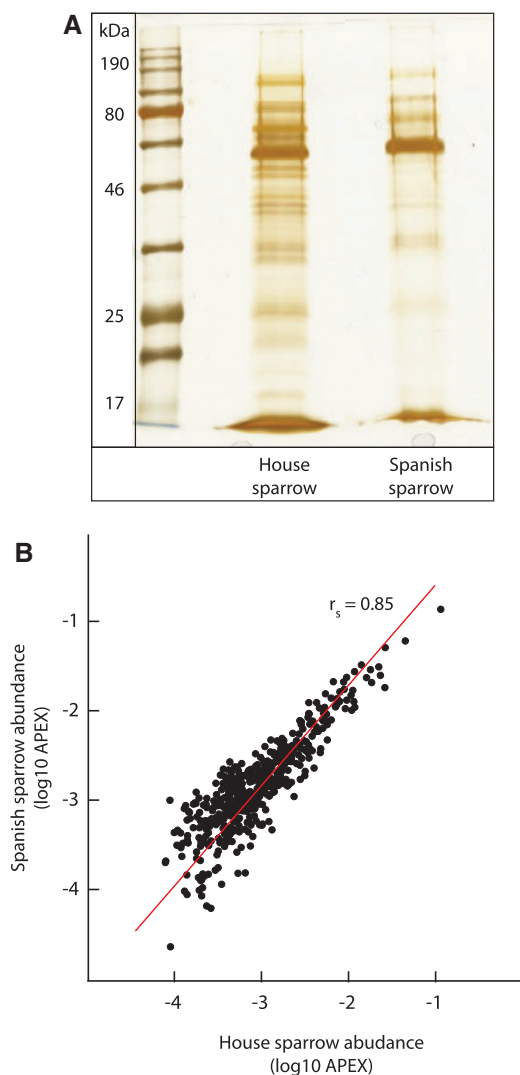 A
kDa
190
80
46
25
17
House
sparrow
Spanish
sparrow
B
r_s = 0.85
-1
-2
-3
-4
Spanish sparrow abundance
(log10 APEX)
-4
-3
-2
-1
House sparrow abudance
(log10 APEX)